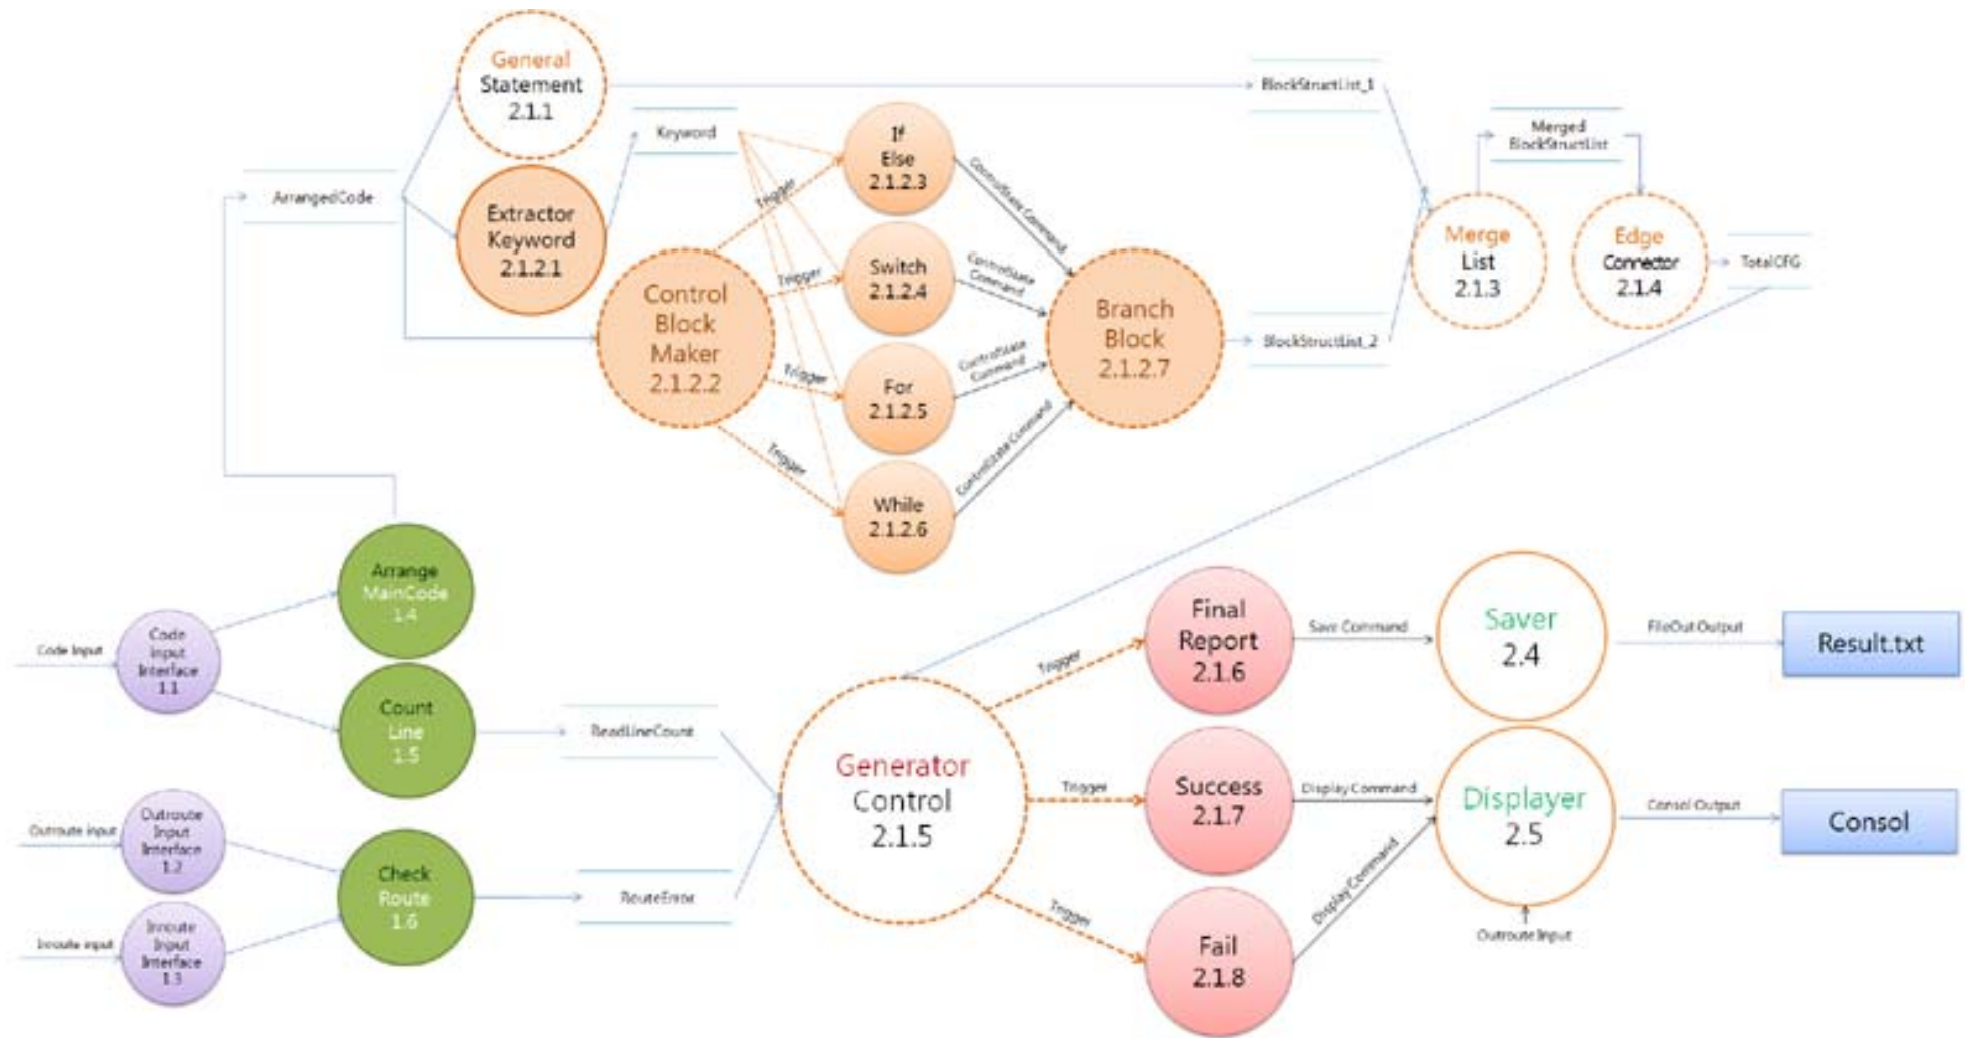 General
Statement
2.1.1
BlockStructList_1
Keyword
If
Else
2.1.2.3
Merged
BlockStructList
ArrangedCode
Trigger
ControlState Command
Extractor
Keyword
2.1.2.1
Merge
List
2.1.3
Edge
Connector
2.1.4
TotalCFG
Control
Block
Maker
2.1.2.2
Trigger
Switch
2.1.2.4
ControlState
Command
Branch
Block
2.1.2.7
BlockStructList_2
Trigger
For
2.1.2.5
ControlState
Command
Trigger
While
2.1.2.6
ControlState Command
Arrange
MainCode
1.4
Code Input
Code
Input
Interface
1.1
Count
Line
1.5
ReadLineCount
Outroute input
Outroute
Input
Interface
1.2
Check
Route
1.6
RouteError
Inroute input
Inroute
Input
Interface
1.3
Generator
Control
2.1.5
Trigger
Final
Report
2.1.6
Save Command
Saver
2.4
FileOut Output
Result.txt
Trigger
Success
2.1.7
Display Command
Displayer
2.5
Consol Output
Consol
Trigger
Fail
2.1.8
Display Command
Outroute Input